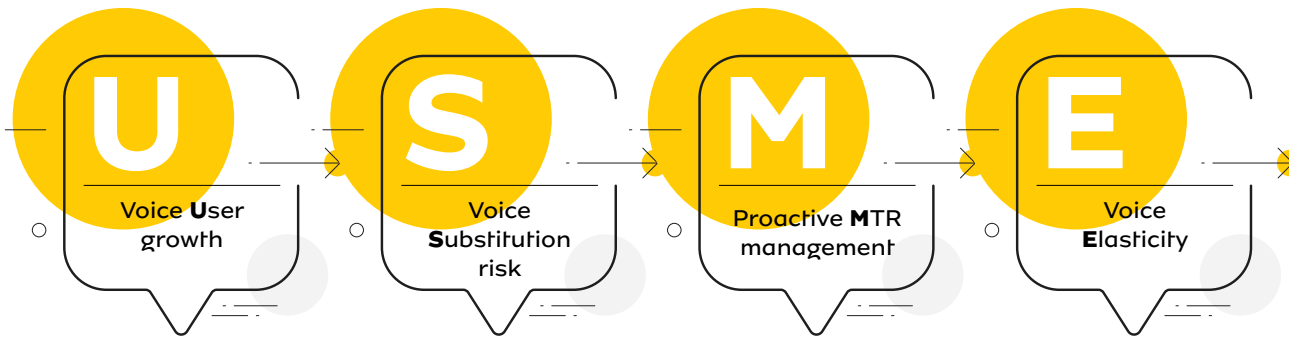 U
Voice User
growth
S
Voice
Substitution
risk
M
Proactive MTR
management
E
Voice
Elasticity